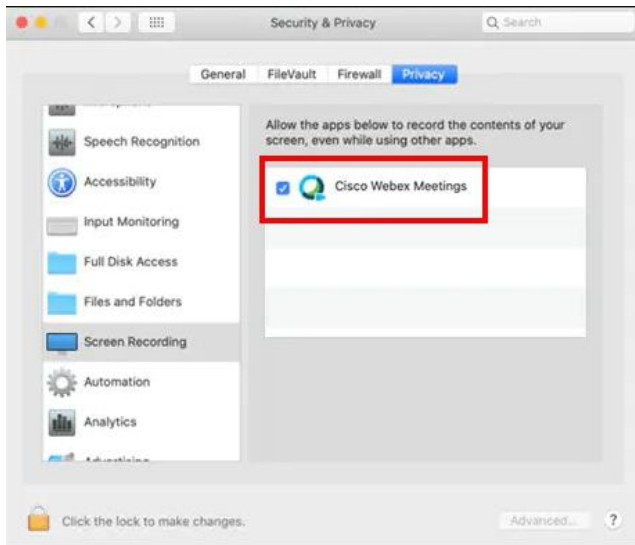 Security & Privacy
Search
General FileVault Firewall Privacy
Speech Recognition
Accessibility
Input Monitoring
Full Disk Access
Files and Folders
Screen Recording
Automation
Analytics
Allow the apps below to record the contents of your
screen, even while using other apps.
Cisco Webex Meetings
Click the lock to make changes.
Advanced...
?